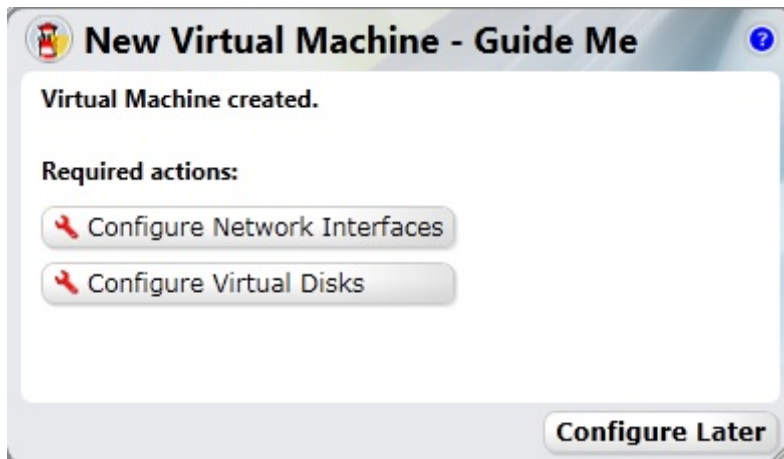 New Virtual Machine - Guide Me
?
Virtual Machine created.
Required actions:
Configure Network Interfaces
Configure Virtual Disks
Configure Later